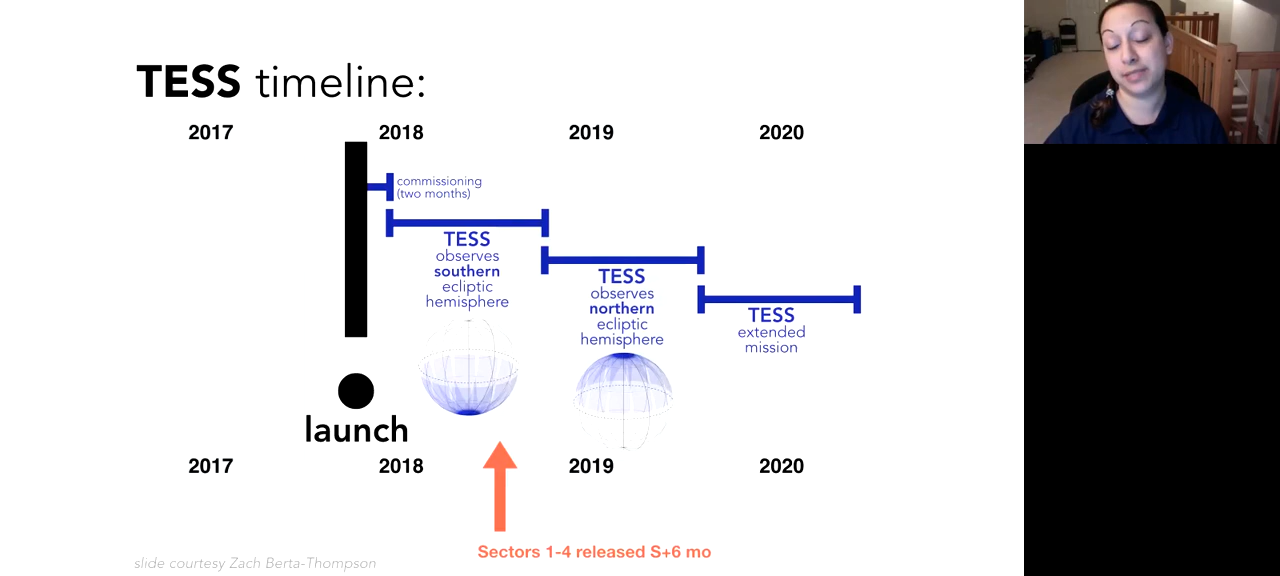 TESS timeline:
2017 2018 2019 2020
commissioning
(two months)
TESS
observes
southern
ecliptic
hemisphere
TESS
observes
northern
ecliptic
hemisphere
TESS
extended
mission
launch
2017 2018 2019 2020
Sectors 1-4 released S+6 mo
slide courtesy Zach Berta-Thompson